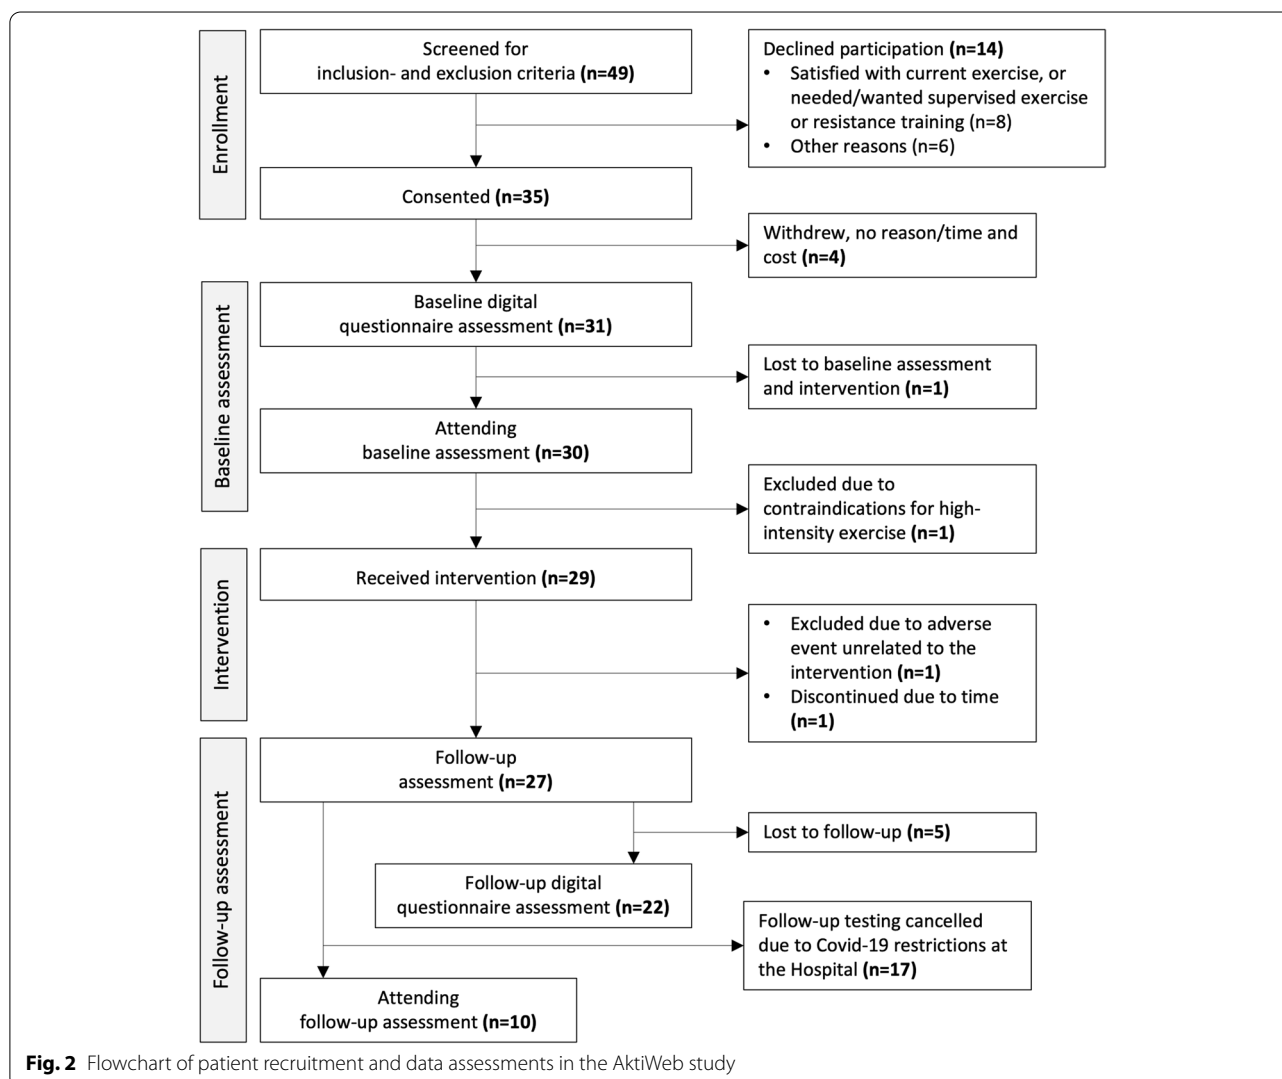 Enrollment
Screened for
inclusion- and exclusion criteria (n=49)
Declined participation (n=14)
• Satisfied with current exercise, or
needed/wanted supervised exercise
or resistance training (n=8)
• Other reasons (n=6)
Consented (n=35)
Withdrew, no reason/time and
cost (n=4)
Baseline assessment
Baseline digital
questionnaire assessment (n=31)
Lost to baseline assessment
and intervention (n=1)
Attending
baseline assessment (n=30)
Excluded due to
contraindications for high-
intensity exercise (n=1)
Intervention
Received intervention (n=29)
• Excluded due to adverse
event unrelated to the
intervention (n=1)
• Discontinued due to time
(n=1)
Follow-up assessment
Follow-up
assessment (n=27)
Lost to follow-up (n=5)
Follow-up digital
questionnaire assessment (n=22)
Follow-up testing cancelled
due to Covid-19 restrictions at
the Hospital (n=17)
Attending
follow-up assessment (n=10)
Fig. 2 Flowchart of patient recruitment and data assessments in the AktiWeb study